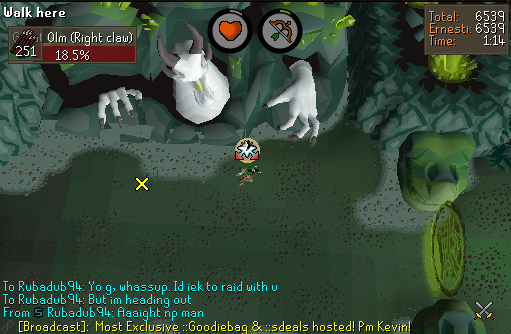 Walk here
Total: 6539
Ernesti: 6539
Time: 1:14
Olm (Right claw)
251
18.5%
To Rubadub94: Yo g, whassup. Id iek to raid with u
To Rubadub94: But im heading out
From S Rubadub94: Aaaight np man
[Broadcast]: Most Exclusive ::Goodiebag & ::sdeals hosted! Pm Kevin!